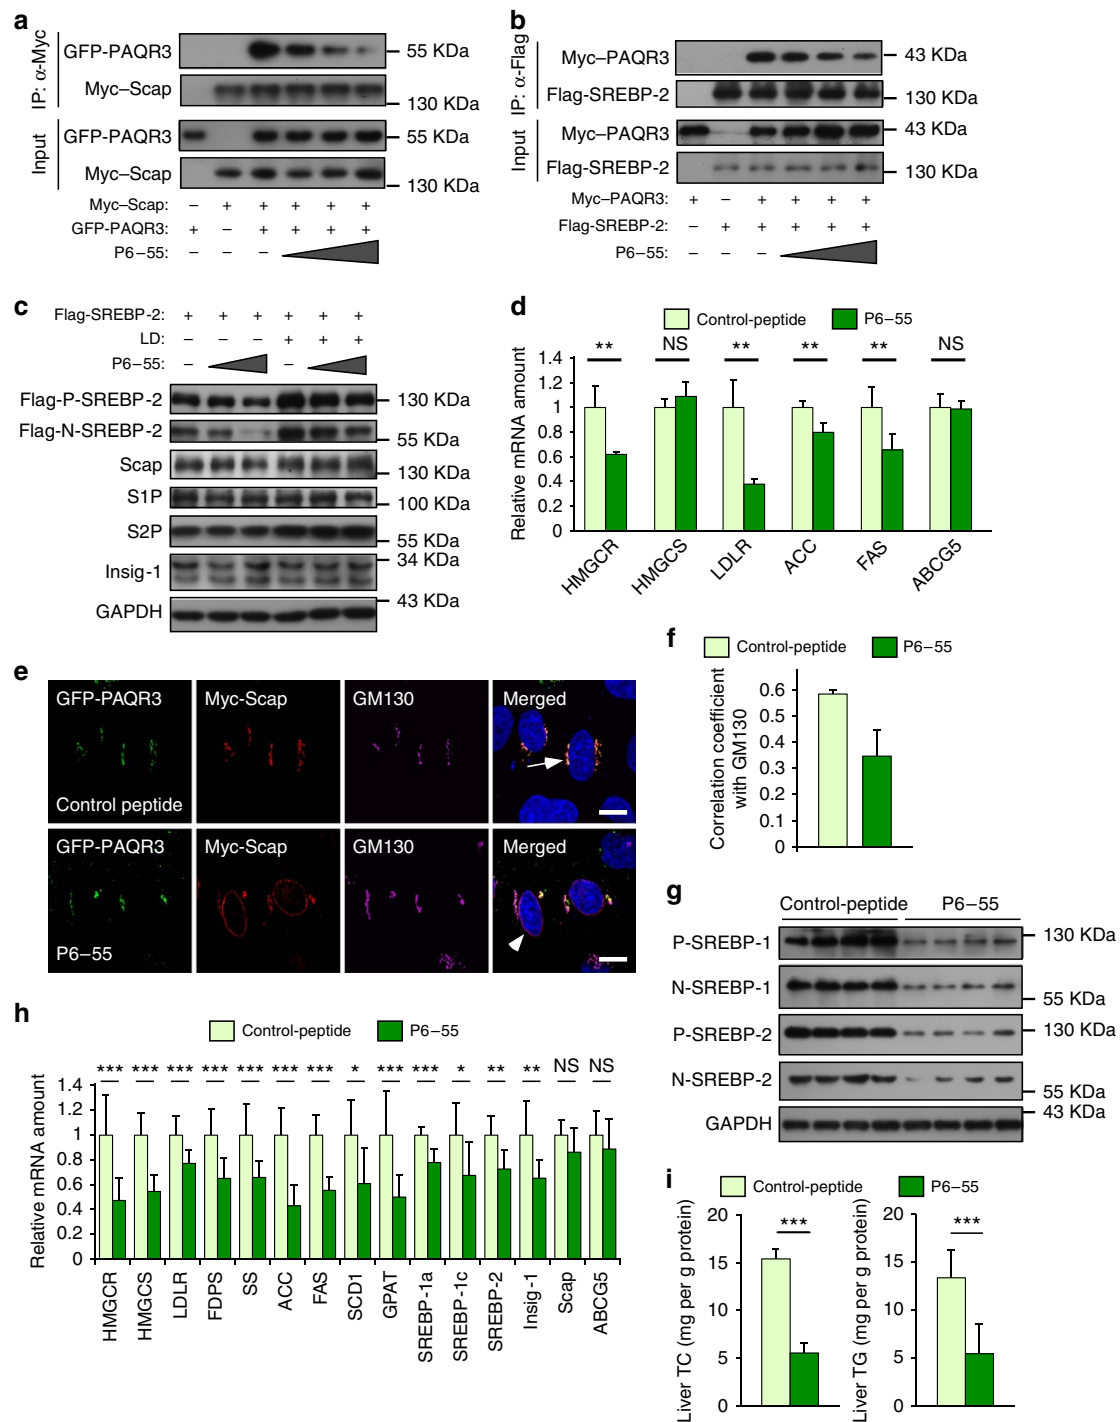 a
IP: α-Myc
GFP-PAQR3
55 KDa
Myc–Scap
130 KDa
Input
GFP-PAQR3
55 KDa
Myc–Scap
130 KDa
Myc–Scap: – + + + + +
GFP-PAQR3: + – + + + +
P6–55: – – –
b
IP: α-Flag
Myc–PAQR3
43 KDa
Flag-SREBP-2
130 KDa
Input
Myc–PAQR3
43 KDa
Flag-SREBP-2
130 KDa
Myc–PAQR3: + – + + + +
Flag-SREBP-2: – + + + + +
P6–55: – – –
c
Flag-SREBP-2: + + + + + +
LD: – – – + + +
P6–55: – –
Flag-P-SREBP-2
130 KDa
Flag-N-SREBP-2
55 KDa
Scap
130 KDa
S1P
100 KDa
S2P
55 KDa
Insig-1
34 KDa
GAPDH
43 KDa
d
Control-peptide
P6–55
** NS ** ** ** NS
Relative mRNA amount
1.4
1.2
1
0.8
0.6
0.4
0.2
0
HMGCR
HMGCS
LDLR
ACC
FAS
ABCG5
e
GFP-PAQR3
Myc-Scap
GM130
Merged
Control peptide
GFP-PAQR3
Myc-Scap
GM130
Merged
P6–55
f
Control-peptide
P6–55
Correlation coefficient
with GM130
0.6
0.5
0.4
0.3
0.2
0.1
0
g
Control-peptide
P6–55
P-SREBP-1
130 KDa
N-SREBP-1
55 KDa
P-SREBP-2
130 KDa
N-SREBP-2
55 KDa
GAPDH
43 KDa
h
Control-peptide
P6–55
*** *** *** *** *** *** *** * *** *** * ** ** NS NS
Relative mRNA amount
1.4
1.2
1
0.8
0.6
0.4
0.2
0
HMGCR
HMGCS
LDLR
FDPS
SS
ACC
FAS
SCD1
GPAT
SREBP-1a
SREBP-1c
SREBP-2
Insig-1
Scap
ABCG5
i
Control-peptide
P6–55
Liver TC (mg per g protein)
20
15
10
5
0
***
Liver TG (mg per g protein)
20
15
10
5
0
***